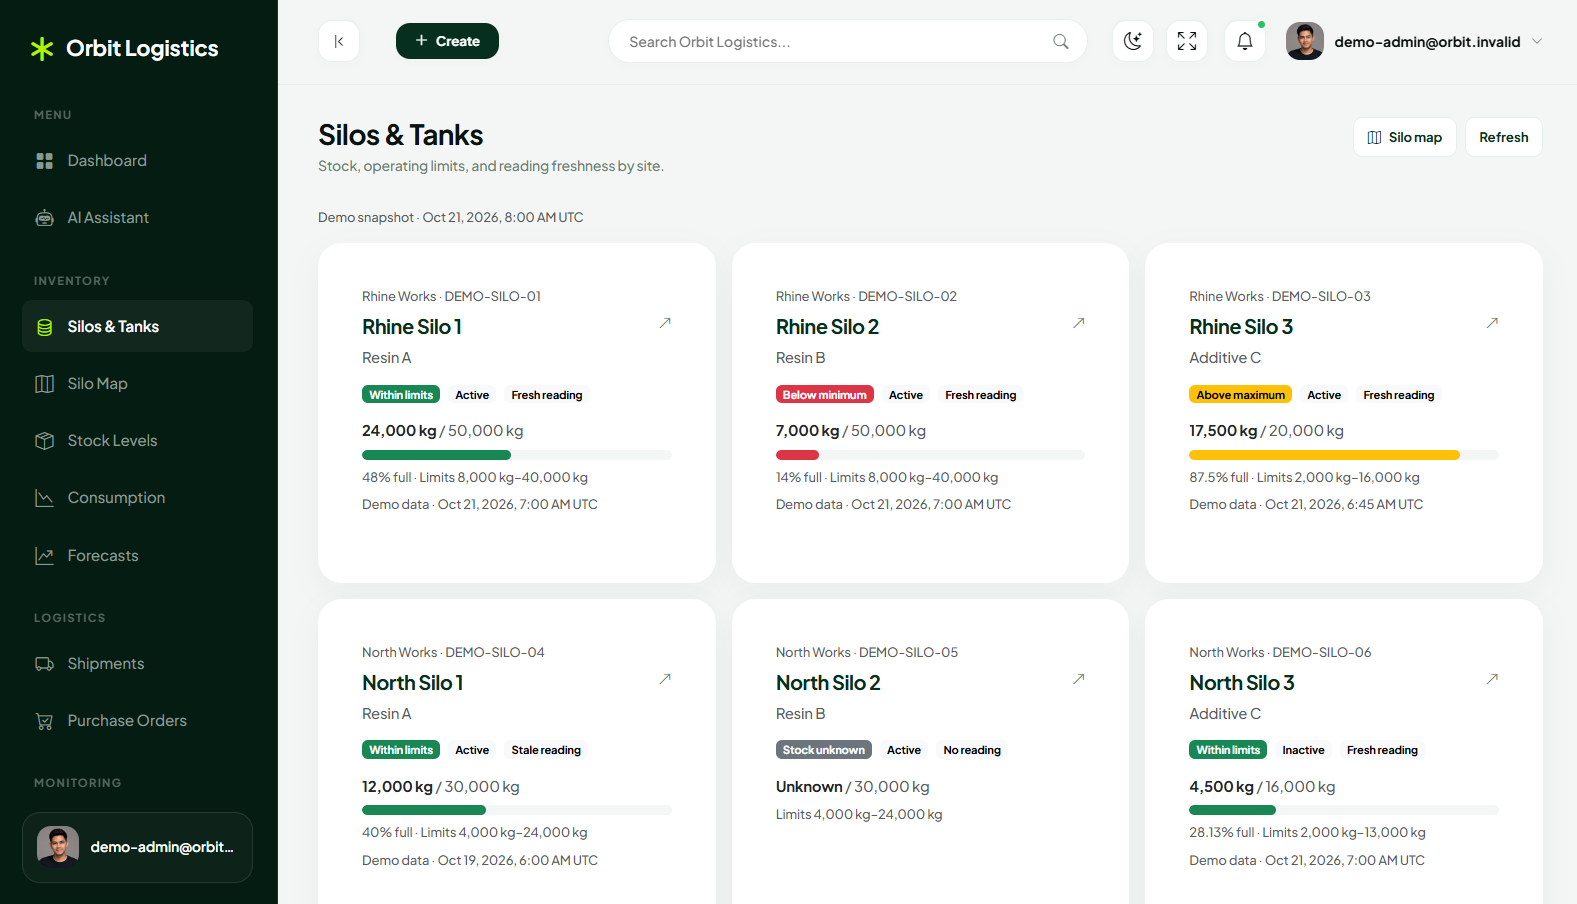 Orbit Logistics
Create
Search Orbit Logistics...
demo-admin@orbit.invalid
MENU
Dashboard
AI Assistant
INVENTORY
Silos & Tanks
Silo Map
Stock Levels
Consumption
Forecasts
LOGISTICS
Shipments
Purchase Orders
MONITORING
demo-admin@orbit...
Silos & Tanks
Stock, operating limits, and reading freshness by site.
Silo map
Refresh
Demo snapshot · Oct 21, 2026, 8:00 AM UTC
Rhine Works · DEMO-SILO-01
Rhine Silo 1
Resin A
Within limits Active Fresh reading
24,000 kg / 50,000 kg
48% full · Limits 8,000 kg–40,000 kg
Demo data · Oct 21, 2026, 7:00 AM UTC
Rhine Works · DEMO-SILO-02
Rhine Silo 2
Resin B
Below minimum Active Fresh reading
7,000 kg / 50,000 kg
14% full · Limits 8,000 kg–40,000 kg
Demo data · Oct 21, 2026, 7:00 AM UTC
Rhine Works · DEMO-SILO-03
Rhine Silo 3
Additive C
Above maximum Active Fresh reading
17,500 kg / 20,000 kg
87.5% full · Limits 2,000 kg–16,000 kg
Demo data · Oct 21, 2026, 6:45 AM UTC
North Works · DEMO-SILO-04
North Silo 1
Resin A
Within limits Active Stale reading
12,000 kg / 30,000 kg
40% full · Limits 4,000 kg–24,000 kg
Demo data · Oct 19, 2026, 6:00 AM UTC
North Works · DEMO-SILO-05
North Silo 2
Resin B
Stock unknown Active No reading
Unknown / 30,000 kg
Limits 4,000 kg–24,000 kg
North Works · DEMO-SILO-06
North Silo 3
Additive C
Within limits Inactive Fresh reading
4,500 kg / 16,000 kg
28.13% full · Limits 2,000 kg–13,000 kg
Demo data · Oct 21, 2026, 7:00 AM UTC